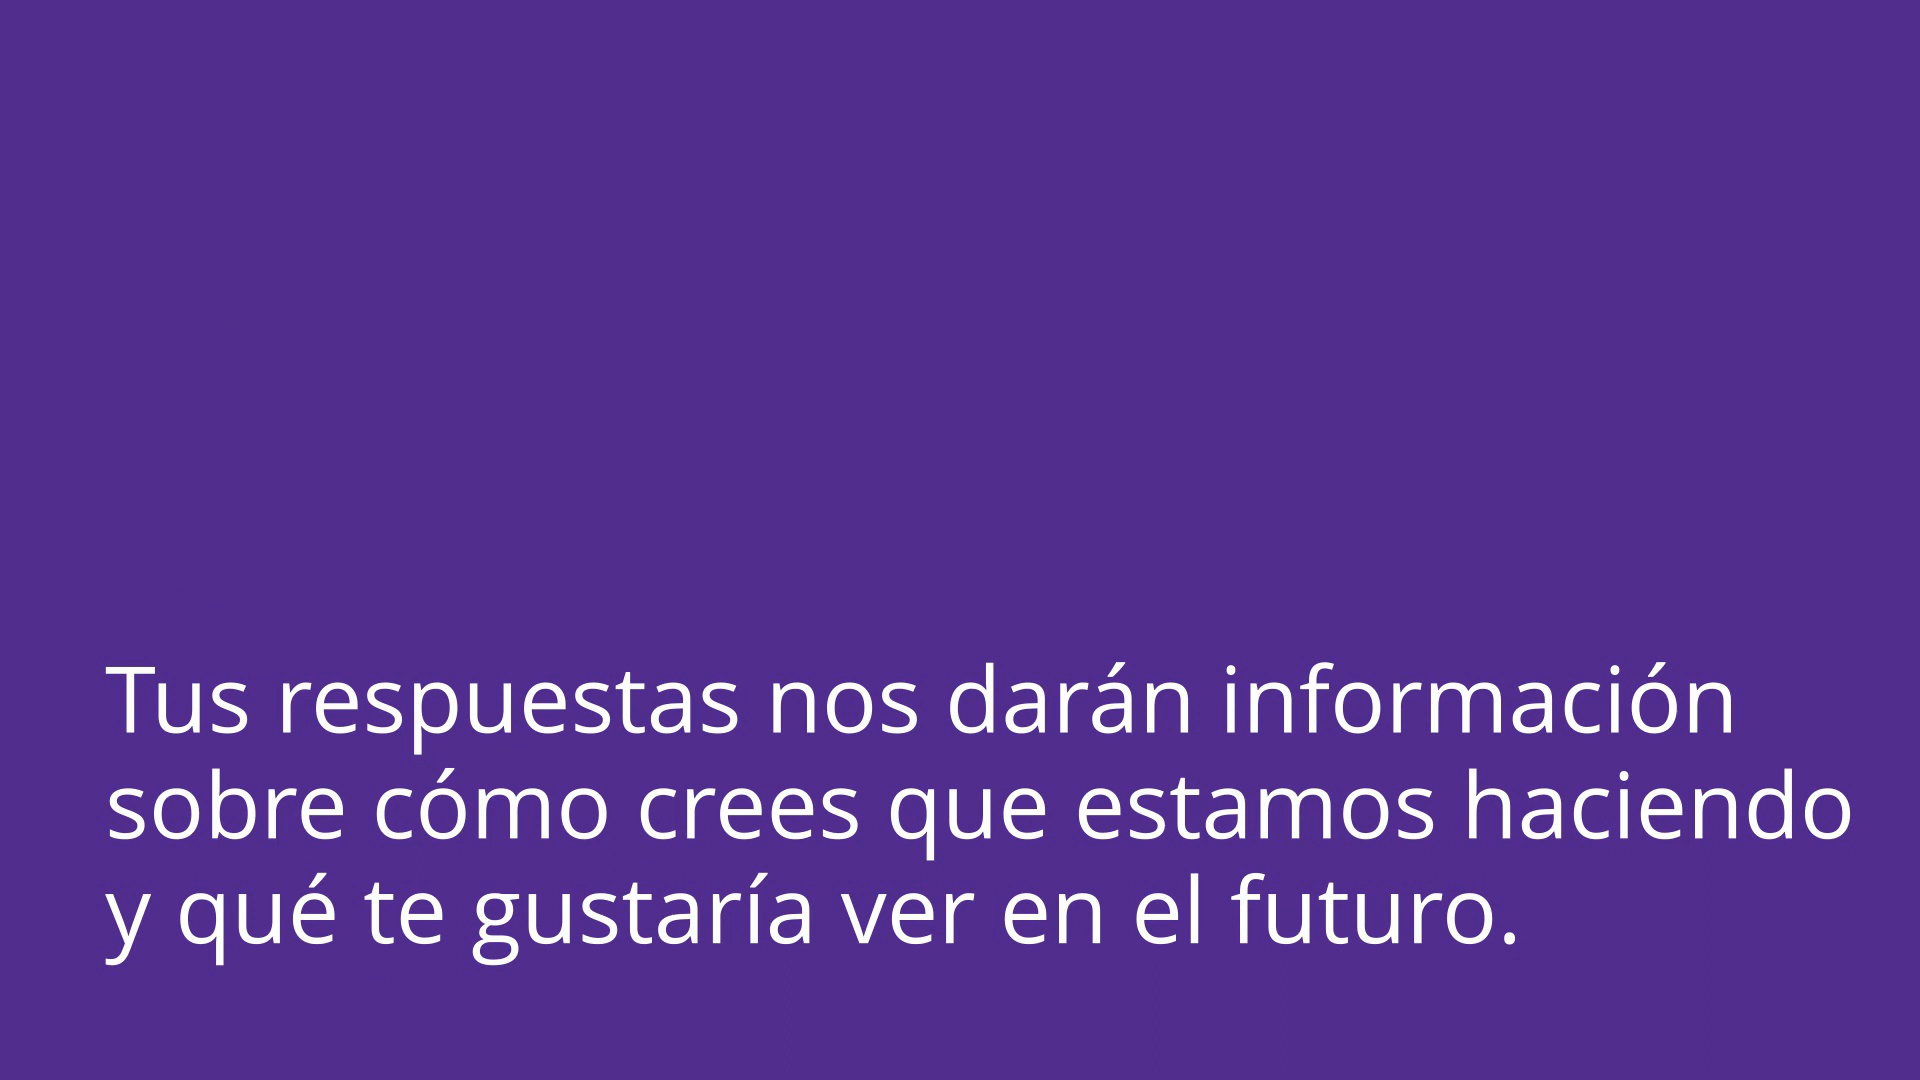 Tus respuestas nos darán información
sobre cómo crees que estamos haciendo
y qué te gustaría ver en el futuro.